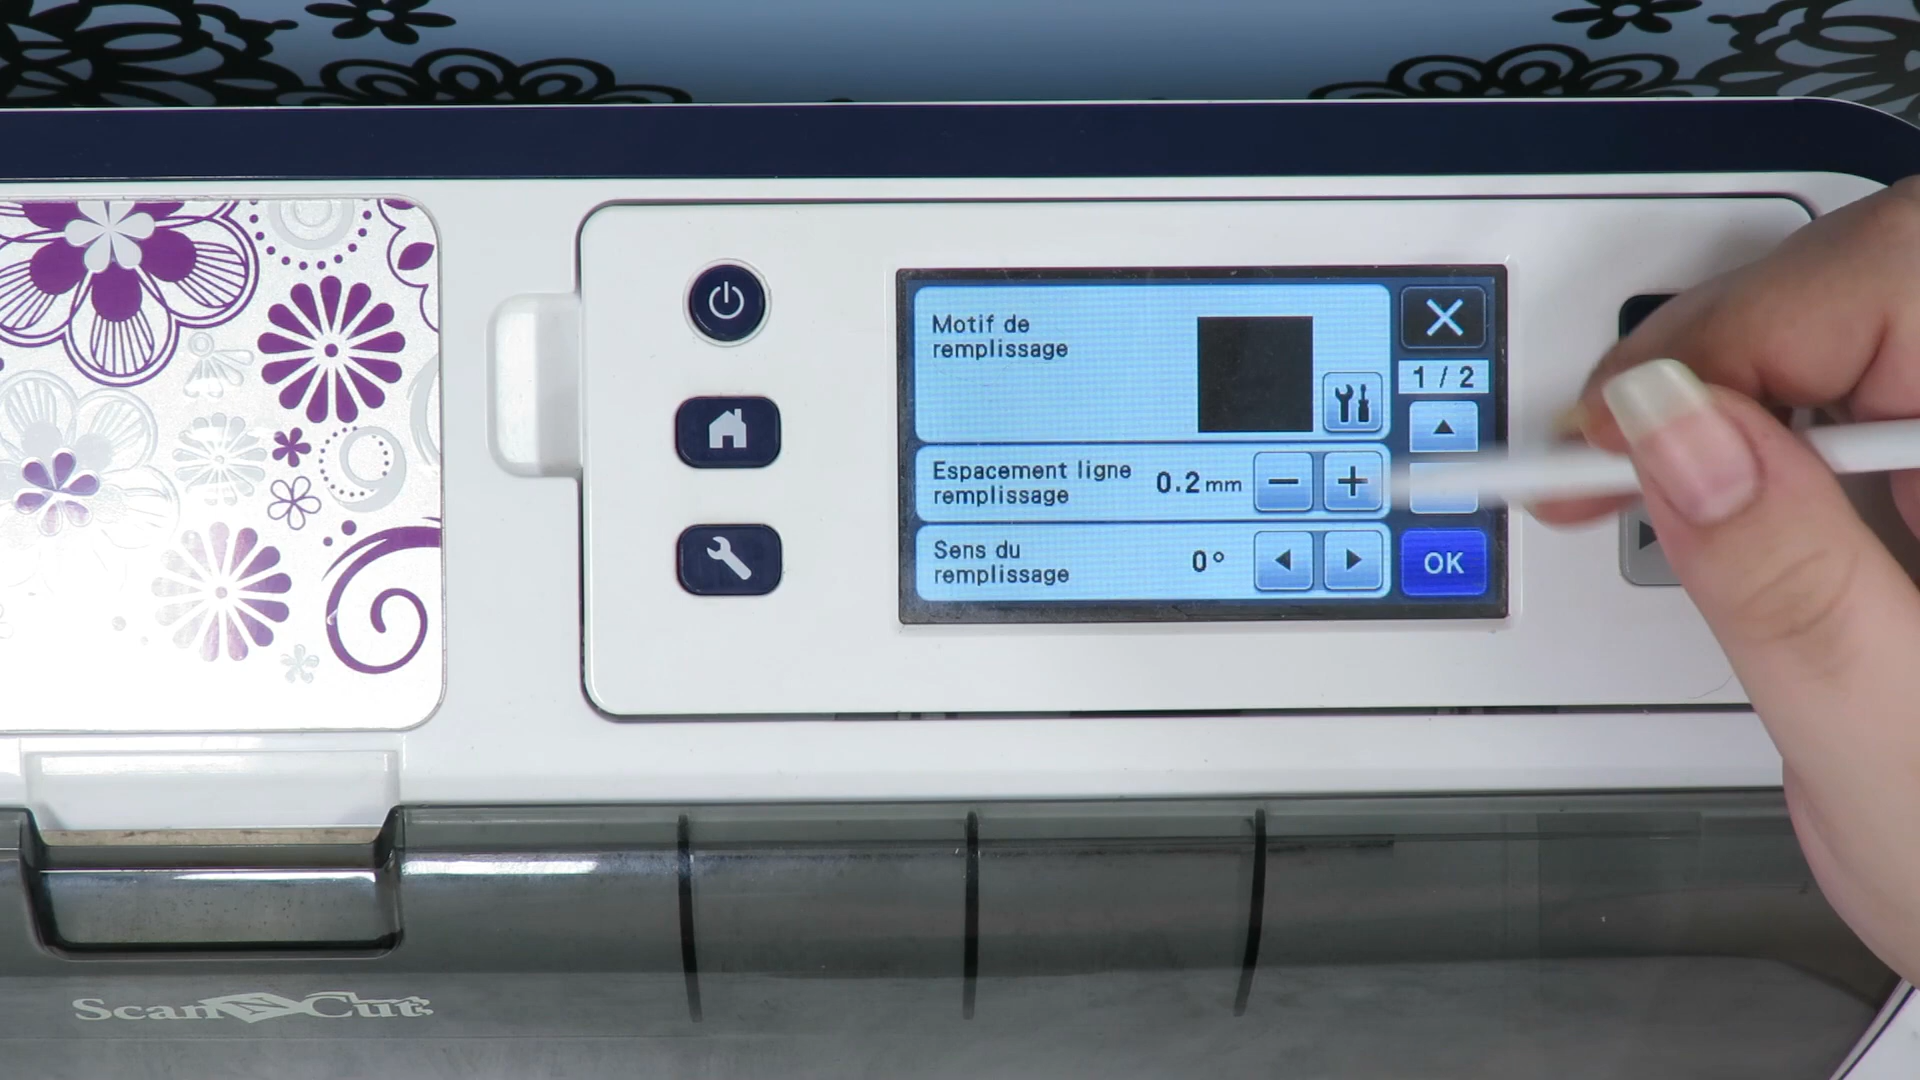 Motif de
remplissage
1 / 2
Espacement ligne
remplissage
0.2 mm
Sens du
remplissage
0°
OK
ScanNCut